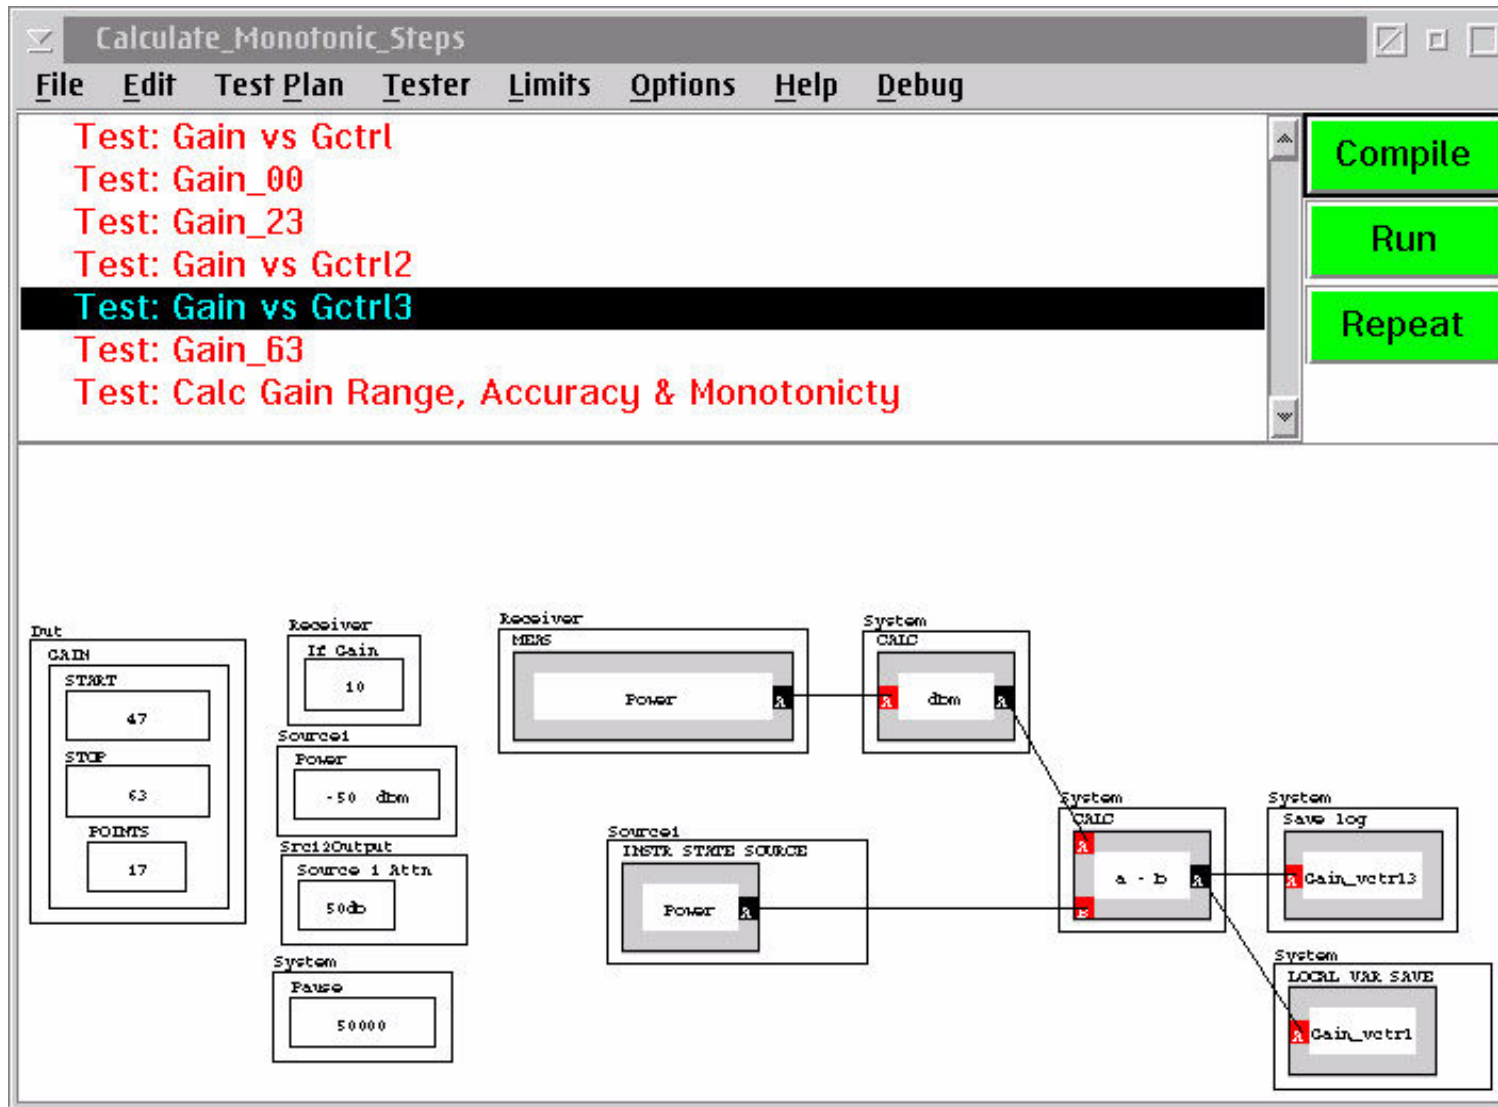 Calculate_Monotonic_Steps
File Edit Test Plan Tester Limits Options Help Debug
Test: Gain vs Gctrl
Test: Gain_00
Test: Gain_23
Test: Gain vs Gctrl2
Test: Gain vs Gctrl3
Test: Gain_63
Test: Calc Gain Range, Accuracy & Monotonicty
Compile
Run
Repeat
Dut
GAIN
START
47
STOP
63
POINTS
17
Receiver
If Gain
10
Source1
Power
-50 dbm
Src12Output
Source 1 Attn
50db
System
Pause
50000
Receiver
MEAS
Power
A
System
CALC
A
dbm
A
Source1
INSTR STATE SOURCE
Power
A
System
CALC
A
a - b
A
B
System
Save log
A
Gain_vctrl3
System
LOCAL VAR SAVE
A
Gain_vctrl